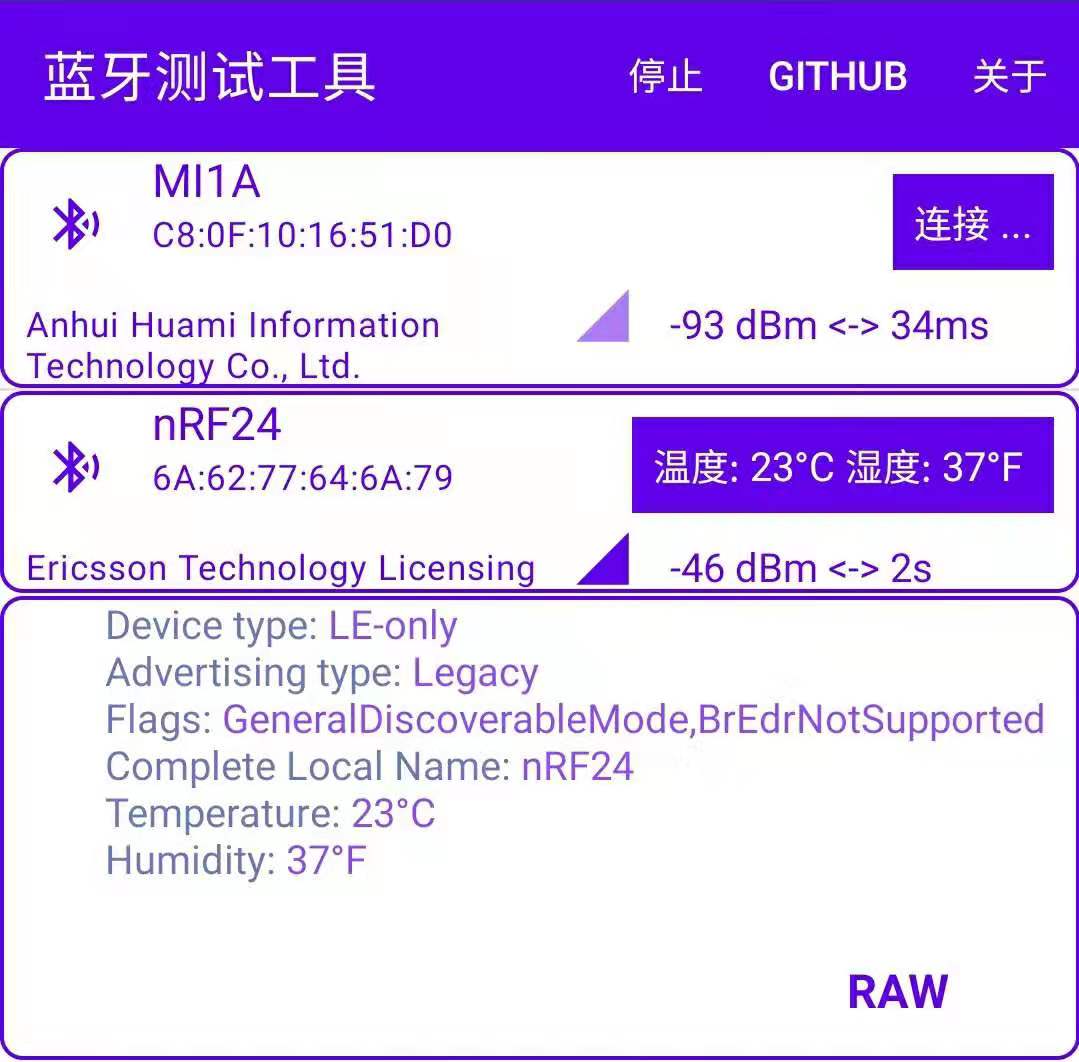 蓝牙测试工具 停止 GITHUB 关于
MI1A
C8:0F:10:16:51:D0
连接 ...
Anhui Huami Information
Technology Co., Ltd.
-93 dBm <-> 34ms
nRF24
6A:62:77:64:6A:79
温度: 23°C 湿度: 37°F
Ericsson Technology Licensing
-46 dBm <-> 2s
Device type: LE-only
Advertising type: Legacy
Flags: GeneralDiscoverableMode,BrEdrNotSupported
Complete Local Name: nRF24
Temperature: 23°C
Humidity: 37°F
RAW